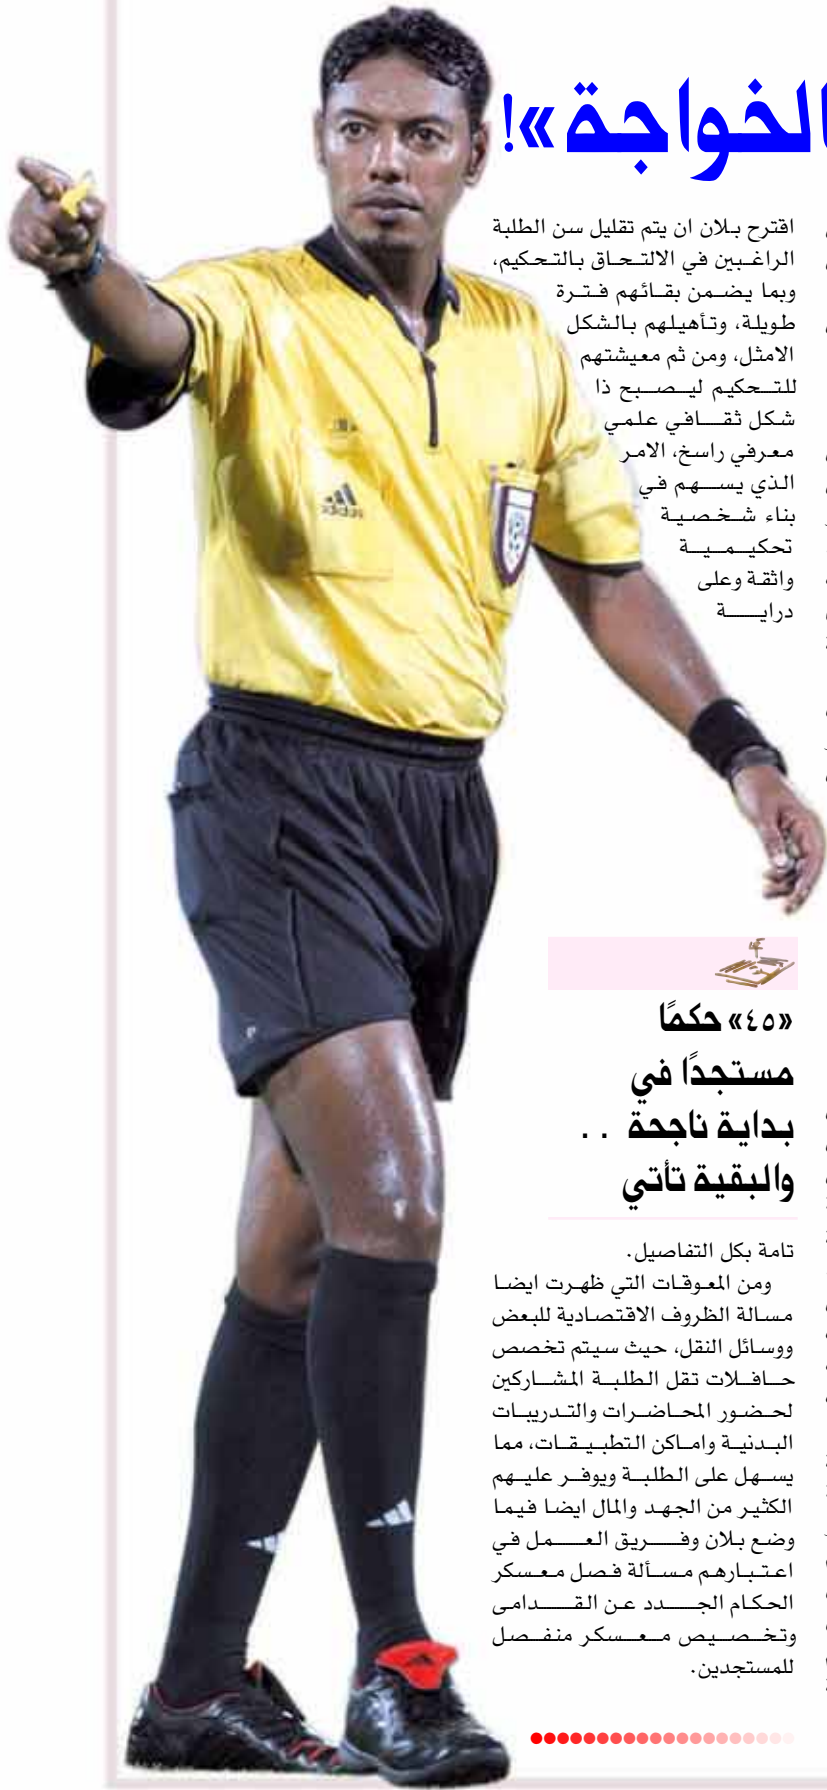 الخواجة»!
اقترح بلان ان يتم تقليل سن الطلبة
الراغبين في الالتحاق بالتحكيم،
وبما يضمن بقائهم فترة
طويلة، وتأهيلهم بالشكل
الامثل، ومن ثم معيشتهم
للتحكيم ليصبح ذا
شكل ثقافي علمي
معرفي راسخ، الامر
الذي يسهم في
بناء شخصية
تحكيمية
واثقة وعلى
دراية
adidas
«٤٥» حكمًا
مستجدًا في
بداية ناجحة ..
والبقية تأتي
تامة بكل التفاصيل.
ومن المعوقات التي ظهرت ايضا
مسالة الظروف الاقتصادية للبعض
ووسائل النقل، حيث سيتم تخصص
حافلات تقل الطلبة المشاركين
لحضور المحاضرات والتدريبات
البدنية واماكن التطبيقات، مما
يسهل على الطلبة ويوفر عليهم
الكثير من الجهد والمال ايضا فيما
وضع بلان وفريق العمل في
اعتبارهم مسألة فصل معسكر
الحكام الجدد عن القدامى
وتخصيص معسكر منفصل
للمستجدين.